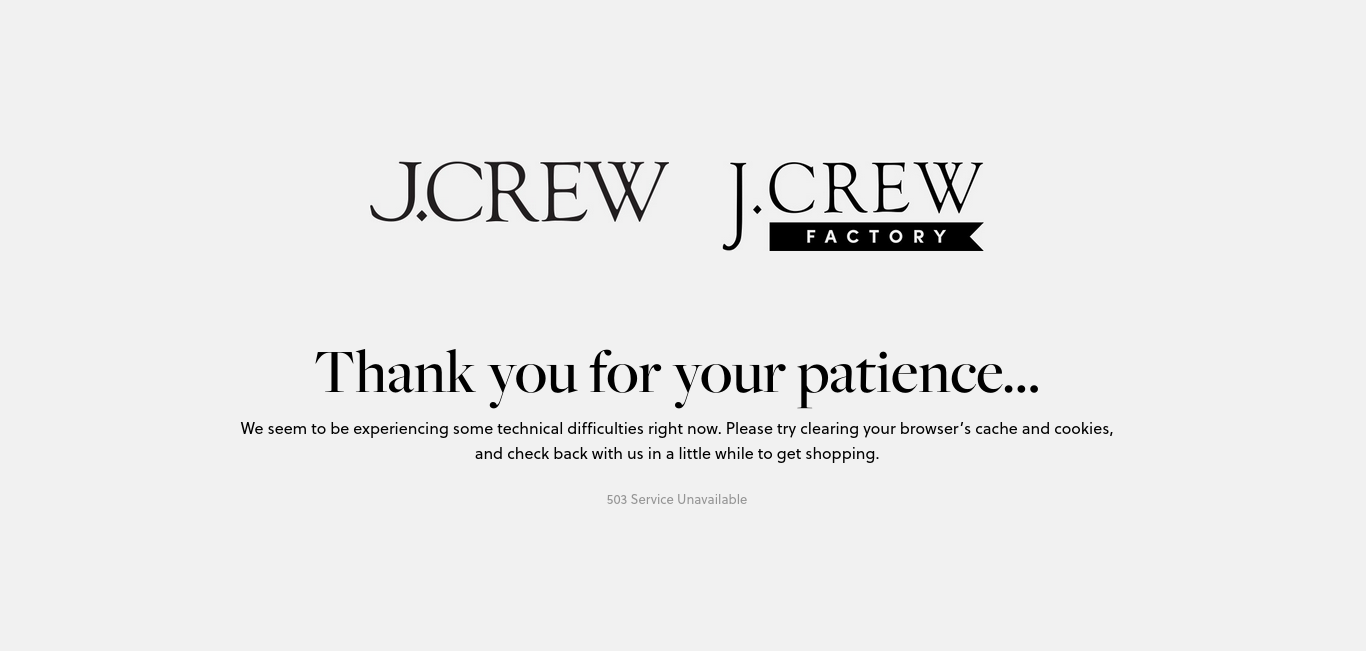 J.CREW
J.CREW
FACTORY
Thank you for your patience...
We seem to be experiencing some technical difficulties right now. Please try clearing your browser’s cache and cookies,
and check back with us in a little while to get shopping.
503 Service Unavailable